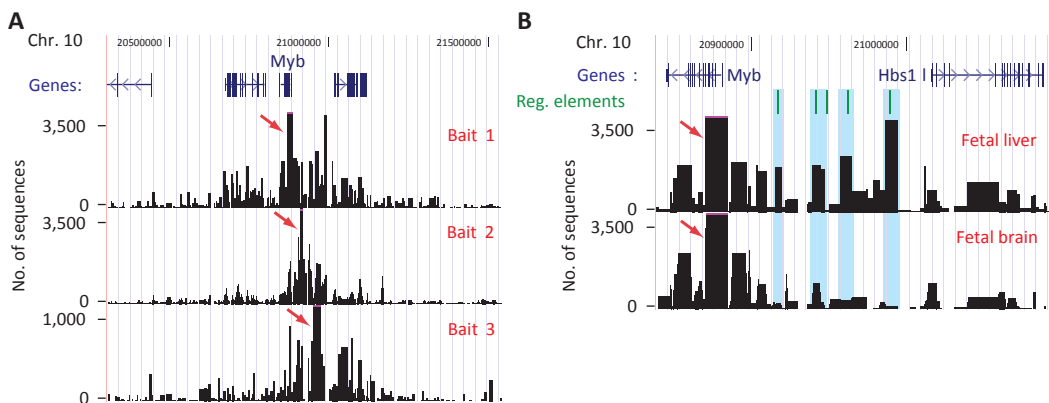 A
Chr. 10
20500000
21000000
21500000
Myb
Genes:
No. of sequences
3,500
0
Bait 1
3,500
0
Bait 2
1,000
0
Bait 3
B
Chr. 10
20900000
21000000
Genes :
Myb
Hbs1 l
Reg. elements
No. of sequences
3,500
0
Fetal liver
3,500
0
Fetal brain